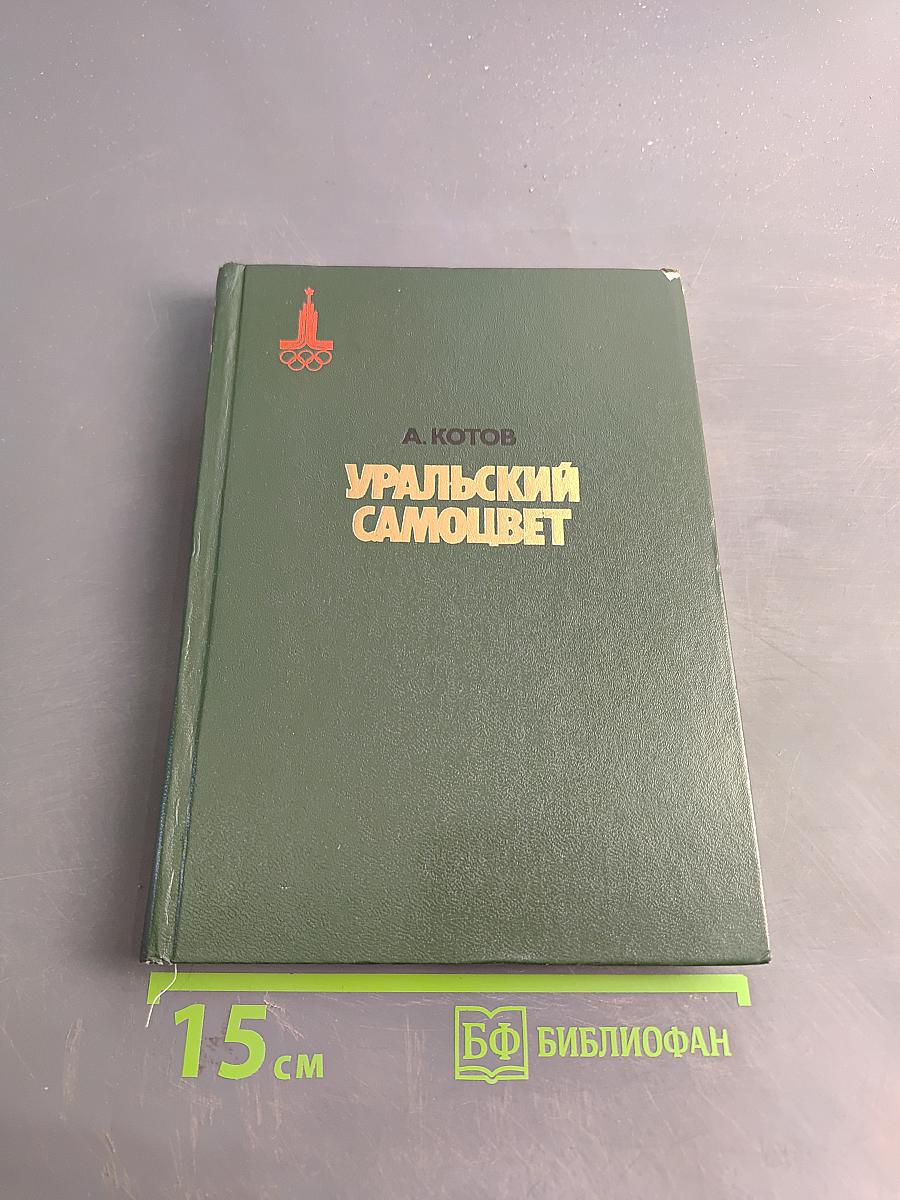 А. КОТОВ
УРАЛЬСКИЙ
САМОЦВЕТ
15 см
БФ БИБЛИОФАН